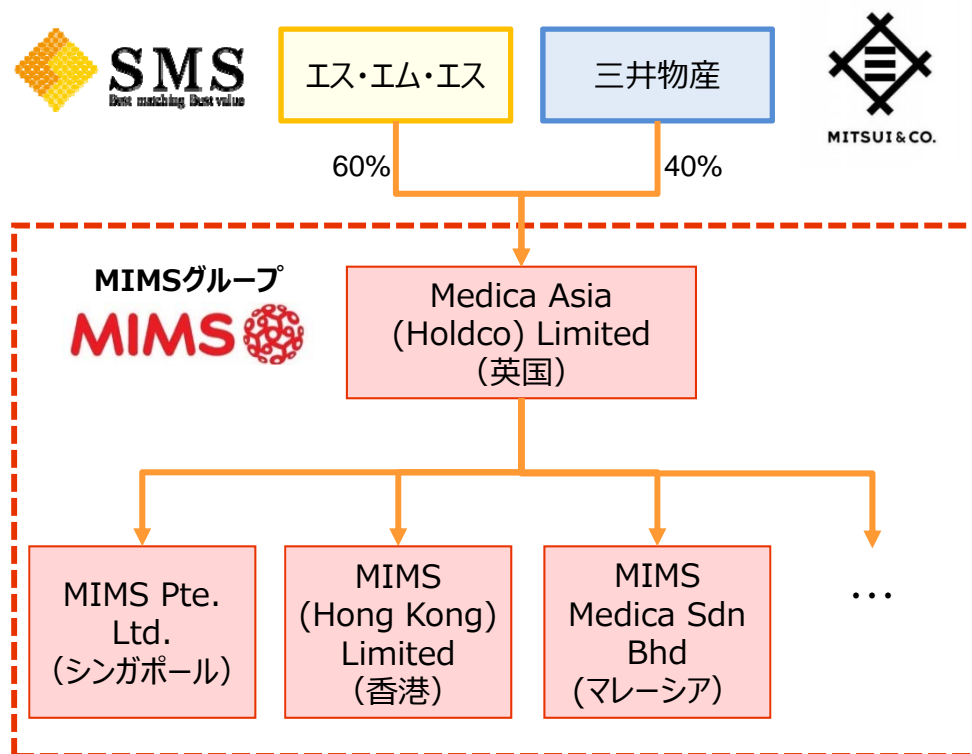 SMS
Best matching Best value
エス・エム・エス
三井物産
MITSUI & CO.
60%
40%
MIMSグループ
MIMS
Medica Asia
(Holdco) Limited
（英国）
MIMS Pte.
Ltd.
（シンガポール）
MIMS
(Hong Kong)
Limited
（香港）
MIMS
Medica Sdn
Bhd
(マレーシア）
…